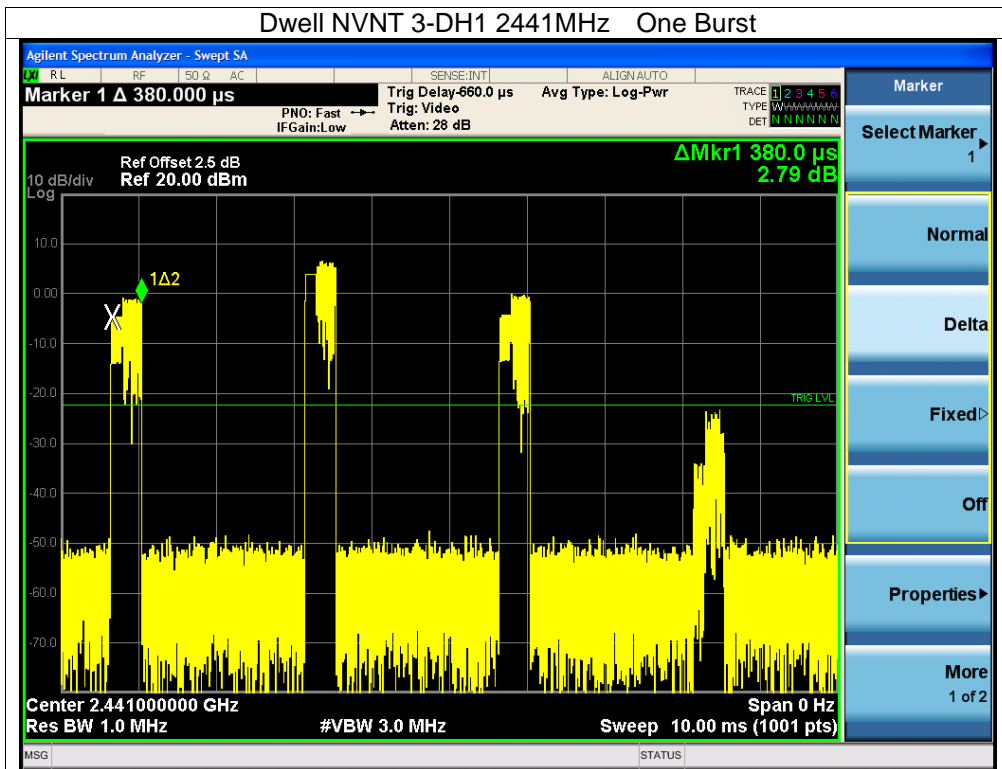 Dwell NVNT 3-DH1 2441MHz One Burst
Agilent Spectrum Analyzer - Swept SA
LXI RL RF 50 Ω AC SENSE:INT ALIGN AUTO
Marker 1 Δ 380.000 µs
PNO: Fast
IFGain:Low
Trig Delay-660.0 µs
Trig: Video
Atten: 28 dB
Avg Type: Log-Pwr
TRACE 1 2 3 4 5 6
TYPE WWWWWW
DET N N N N N N
ΔMkr1 380.0 µs
2.79 dB
Ref Offset 2.5 dB
10 dB/div Ref 20.00 dBm
Log
10.0
0.00
-10.0
-20.0
-30.0
-40.0
-50.0
-60.0
-70.0
1Δ2
X
TRIG LVL
Center 2.441000000 GHz Span 0 Hz
Res BW 1.0 MHz #VBW 3.0 MHz Sweep 10.00 ms (1001 pts)
MSG STATUS
Marker
Select Marker
1
Normal
Delta
Fixed
Off
Properties
More
1 of 2